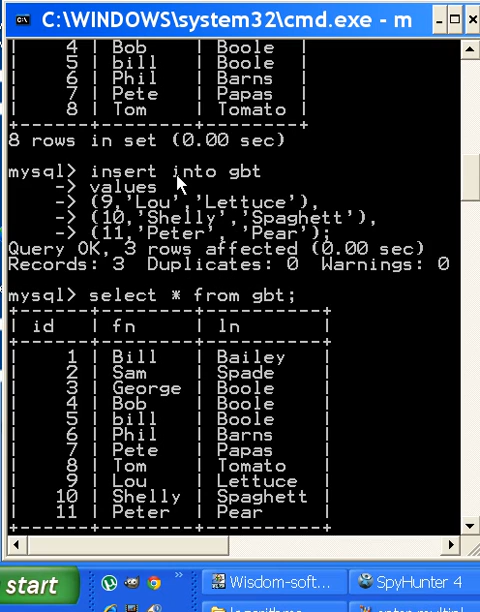 C:\WINDOWS\system32\cmd.exe - m
| 4 | Bob | Boole |
| 5 | bill | Boole |
| 6 | Phil | Barns |
| 7 | Pete | Papas |
| 8 | Tom | Tomato |
+------+--------+--------+
8 rows in set (0.00 sec)
mysql> insert into gbt
-> values
-> (9,'Lou','Lettuce'),
-> (10,'Shelly','Spaghett'),
-> (11,'Peter', 'Pear');
Query OK, 3 rows affected (0.00 sec)
Records: 3 Duplicates: 0 Warnings: 0
mysql> select * from gbt;
+------+--------+----------+
| id | fn | ln |
+------+--------+----------+
| 1 | Bill | Bailey |
| 2 | Sam | Spade |
| 3 | George | Boole |
| 4 | Bob | Boole |
| 5 | bill | Boole |
| 6 | Phil | Barns |
| 7 | Pete | Papas |
| 8 | Tom | Tomato |
| 9 | Lou | Lettuce |
| 10 | Shelly | Spaghett |
| 11 | Peter | Pear |
+------+--------+----------+
start » Wisdom-soft... SpyHunter 4